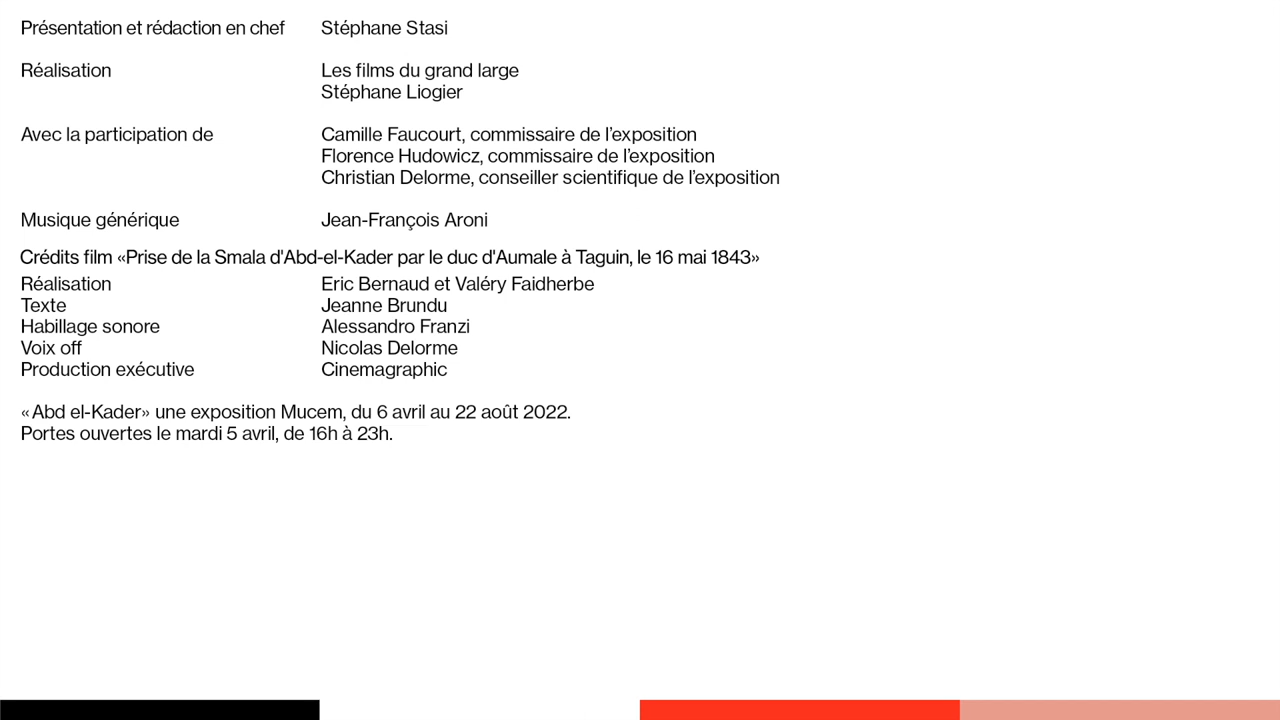 Présentation et rédaction en chef Stéphane Stasi
Réalisation Les films du grand large
Stéphane Liogier
Avec la participation de Camille Faucourt, commissaire de l’exposition
Florence Hudowicz, commissaire de l’exposition
Christian Delorme, conseiller scientifique de l’exposition
Musique générique Jean-François Aroni
Crédits film «Prise de la Smala d'Abd-el-Kader par le duc d'Aumale à Taguin, le 16 mai 1843»
Réalisation Eric Bernaud et Valéry Faidherbe
Texte Jeanne Brundu
Habillage sonore Alessandro Franzi
Voix off Nicolas Delorme
Production exécutive Cinemagraphic
«Abd el-Kader» une exposition Mucem, du 6 avril au 22 août 2022.
Portes ouvertes le mardi 5 avril, de 16h à 23h.